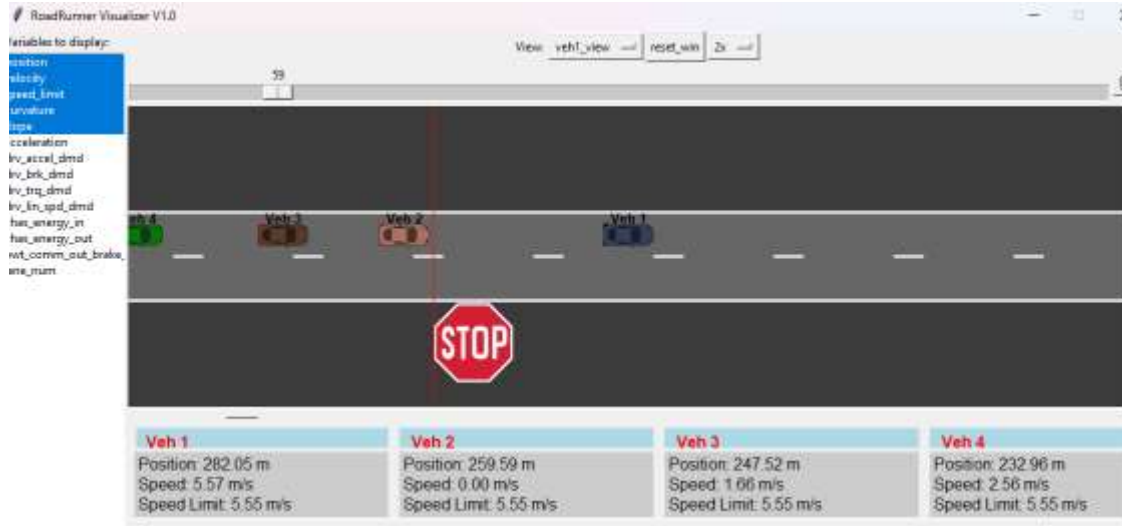 RoadRunner Visualizer V1.0
ariables to display:
View: veh1_view reset_win 2x
osition
elocity
peed_limit
urvature
lope
59
cceleration
rv_accel_dmd
rv_brk_dmd
rv_trq_dmd
rv_lin_spd_dmd
has_energy_in
has_energy_out
wt_comm_out_brake_
ane_num
eh 4
Veh 3
Veh 2
Veh 1
STOP
Veh 1
Position: 282.05 m
Speed: 5.57 m/s
Speed Limit: 5.55 m/s
Veh 2
Position: 259.59 m
Speed: 0.00 m/s
Speed Limit: 5.55 m/s
Veh 3
Position: 247.52 m
Speed: 1.66 m/s
Speed Limit: 5.55 m/s
Veh 4
Position: 232.96 m
Speed: 2.56 m/s
Speed Limit: 5.55 m/s